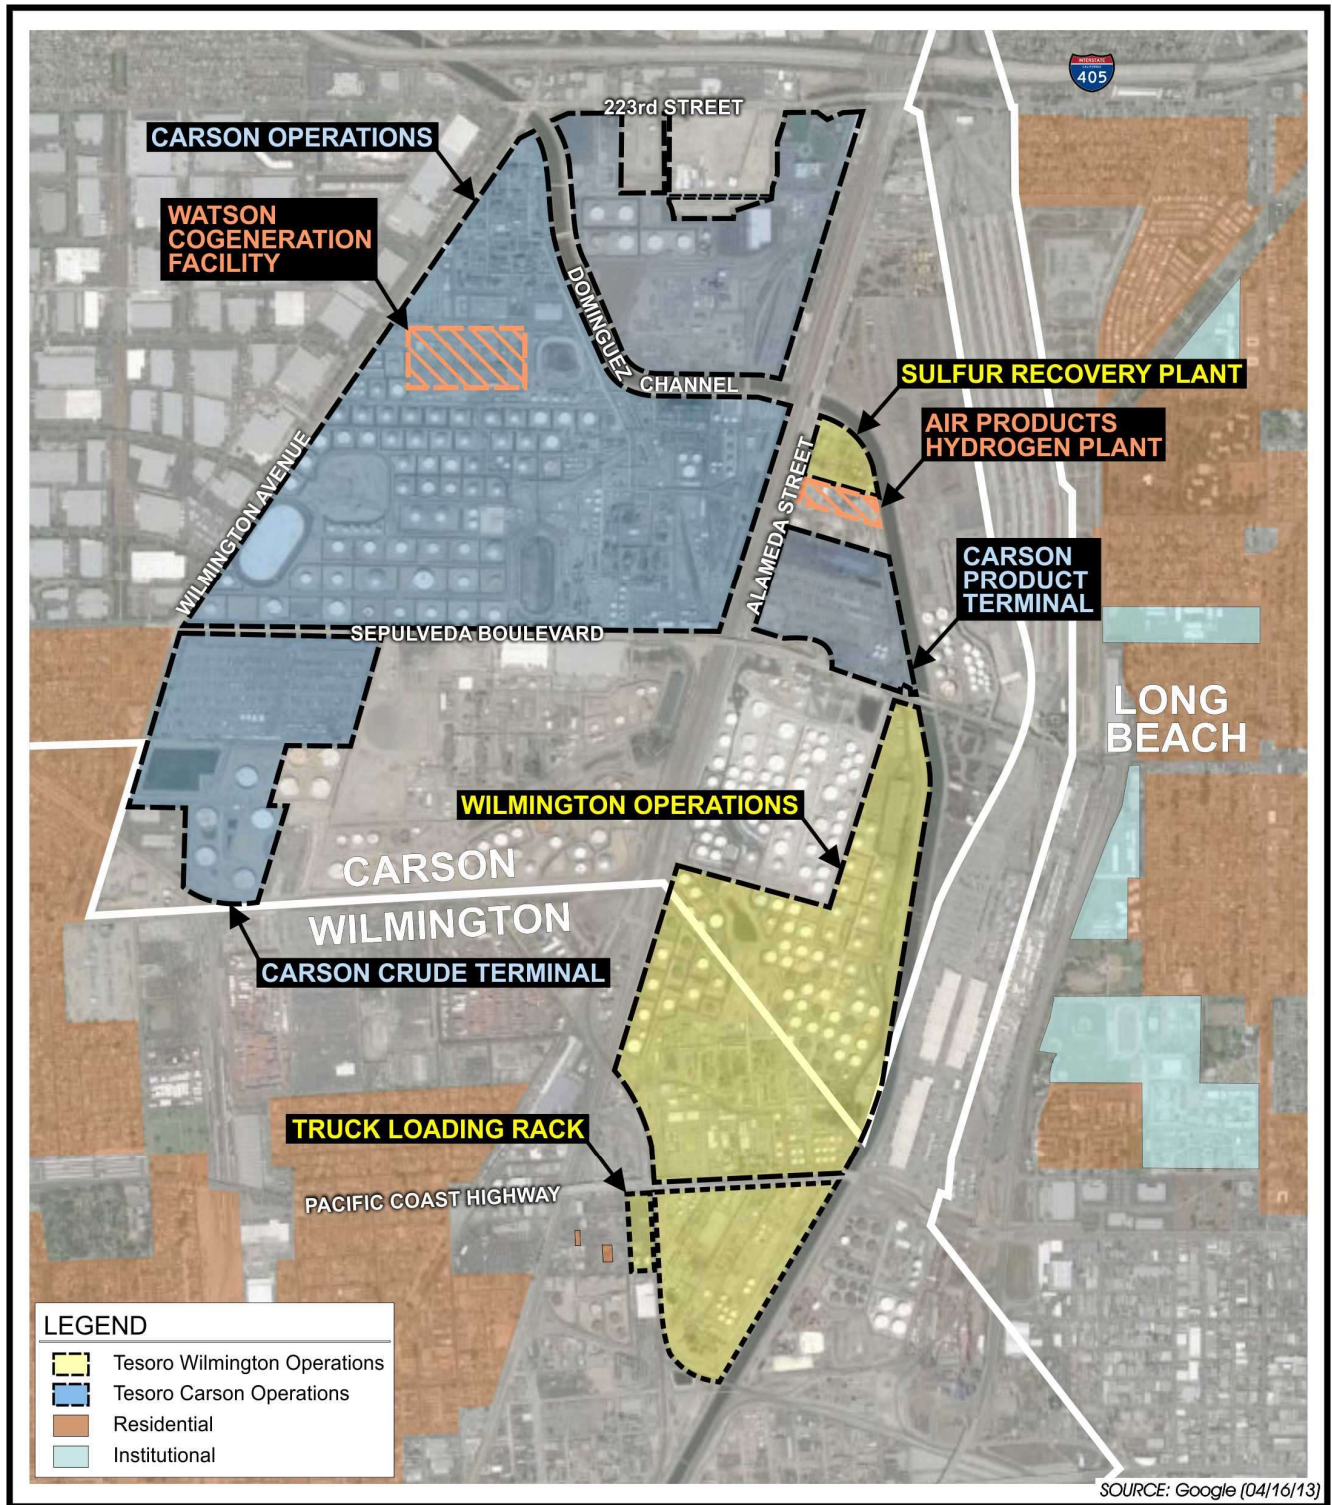 INTERSTATE
CALIFORNIA
405
223rd STREET
CARSON OPERATIONS
WATSON
COGENERATION
FACILITY
DOMINGUEZ
CHANNEL
SULFUR RECOVERY PLANT
AIR PRODUCTS
HYDROGEN PLANT
WILMINGTON AVENUE
ALAMEDA STREET
CARSON
PRODUCT
TERMINAL
SEPULVEDA BOULEVARD
LONG
BEACH
WILMINGTON OPERATIONS
CARSON
WILMINGTON
CARSON CRUDE TERMINAL
TRUCK LOADING RACK
PACIFIC COAST HIGHWAY
LEGEND
Tesoro Wilmington Operations
Tesoro Carson Operations
Residential
Institutional
SOURCE: Google (04/16/13)